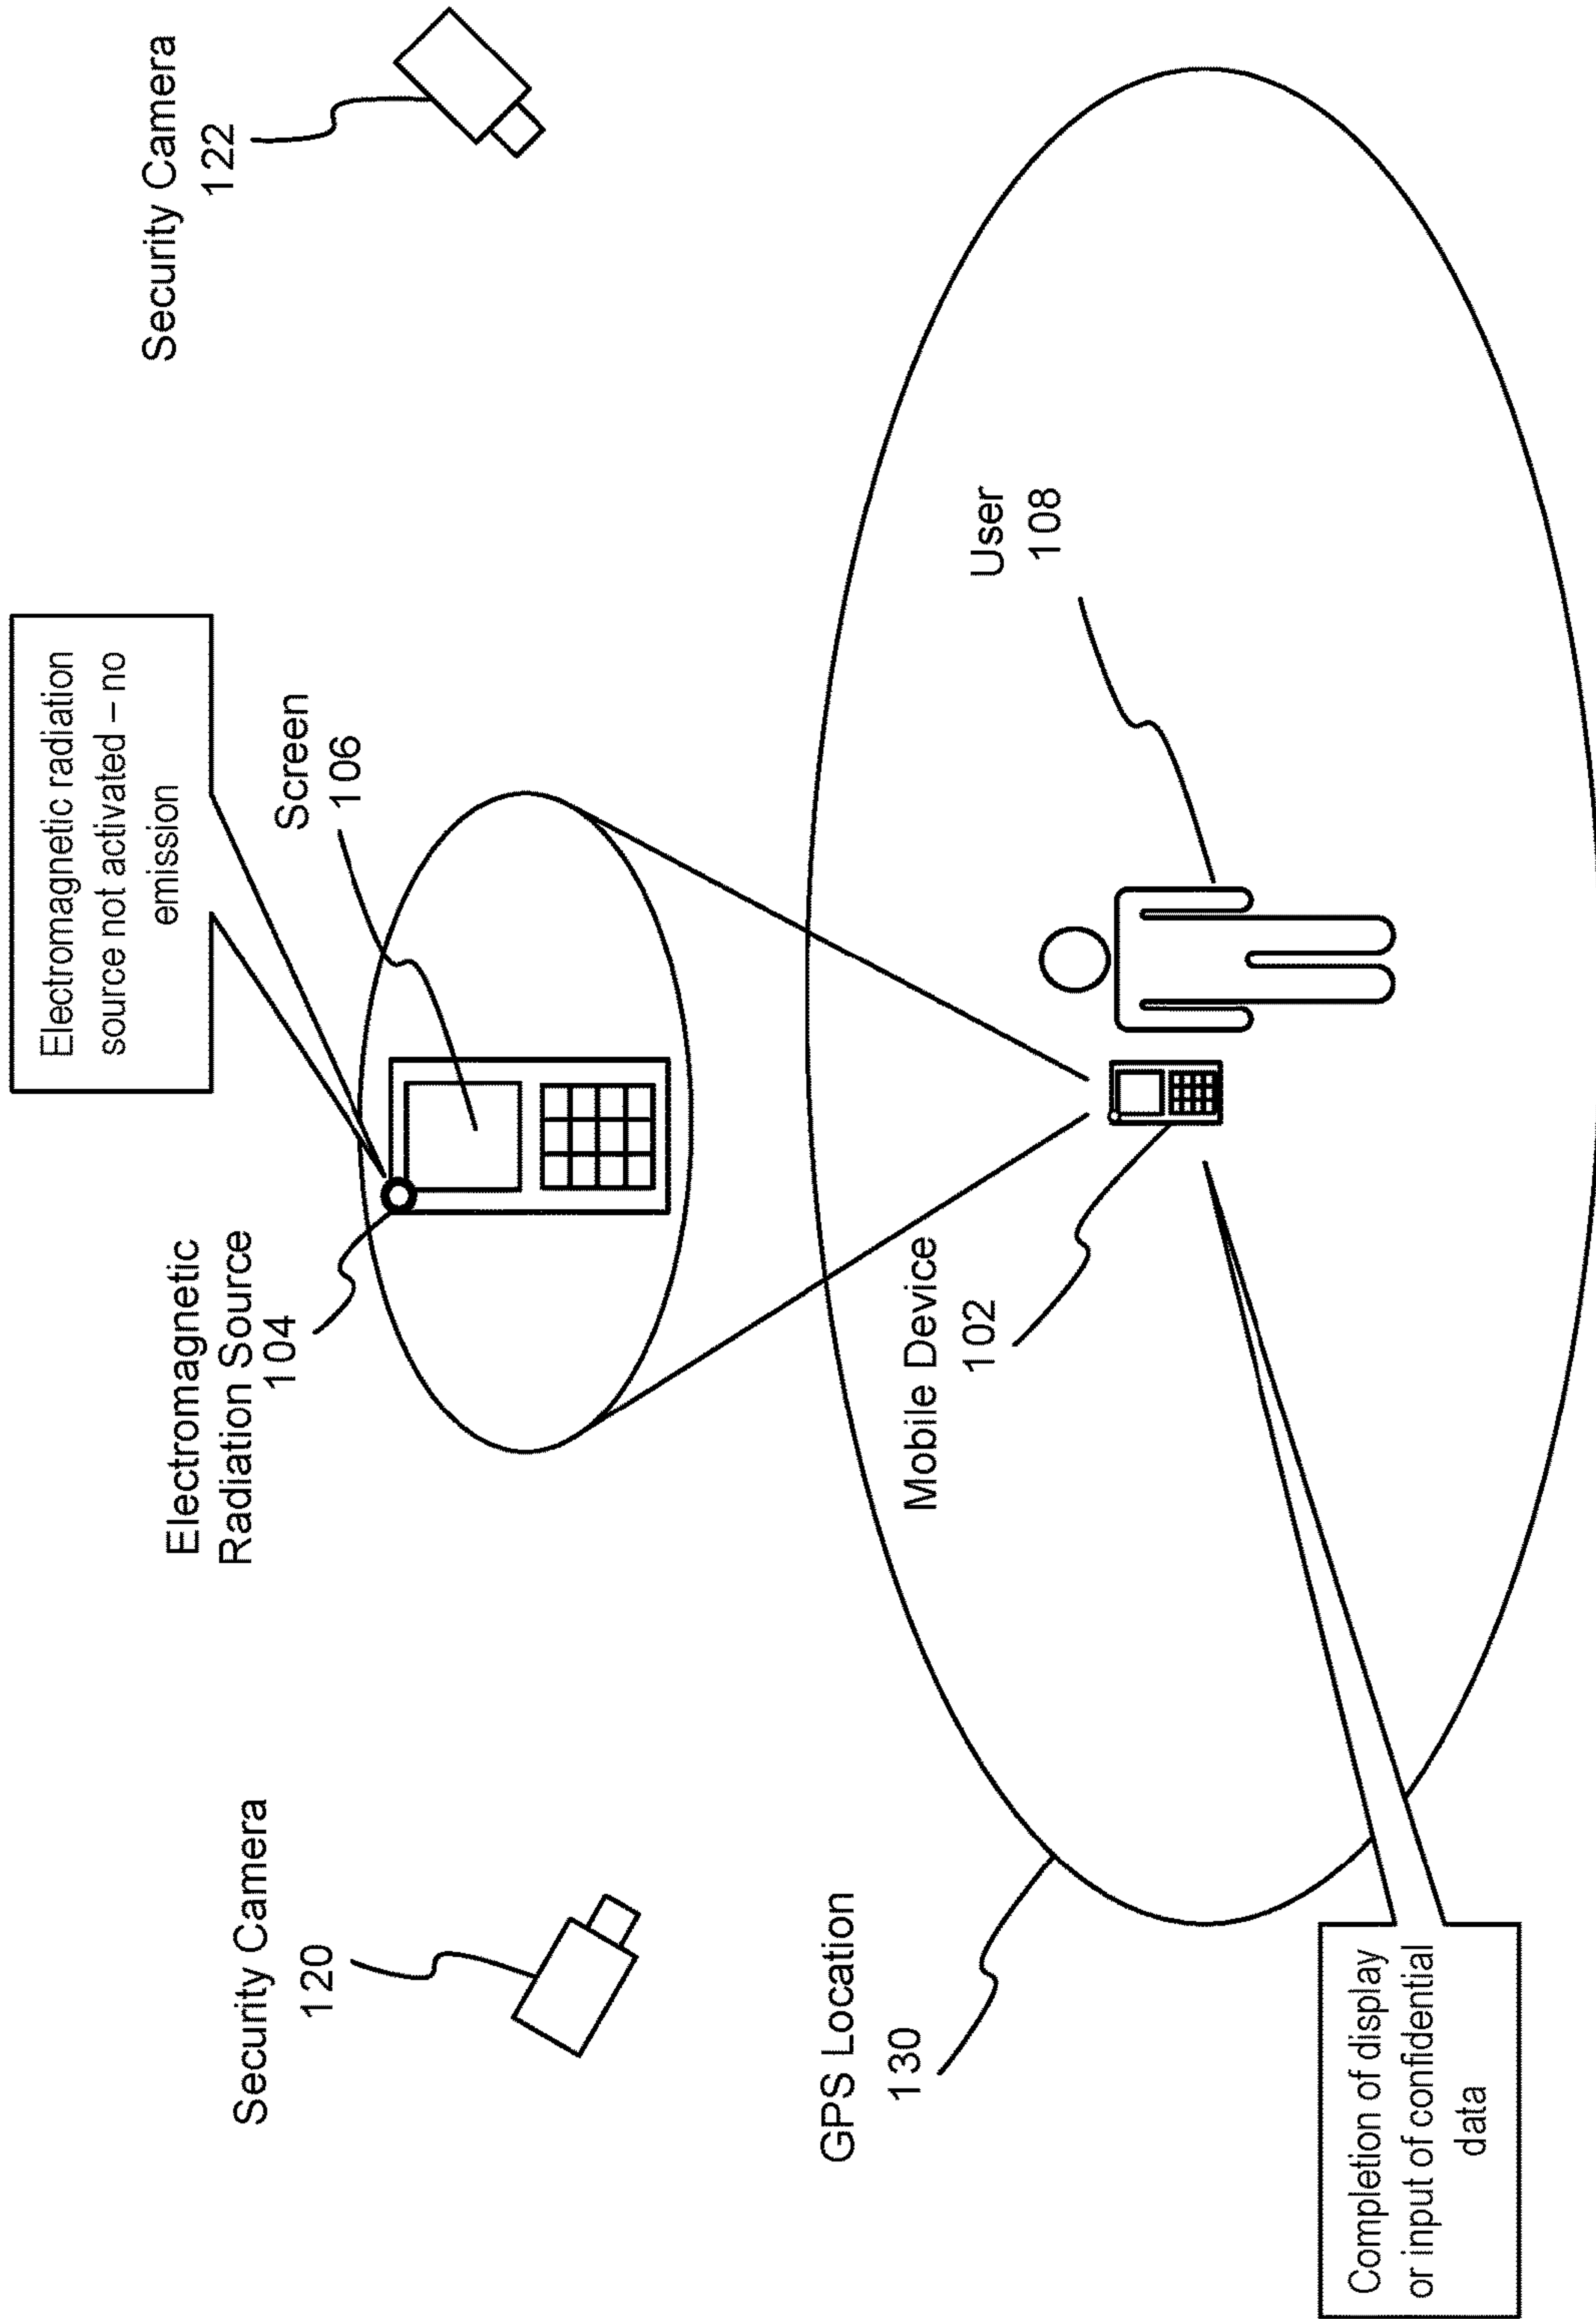 Security Camera
120
Electromagnetic
Radiation Source
104
Electromagnetic radiation
source not activated – no
emission
Screen
106
Security Camera
122
GPS Location
130
Mobile Device
102
User
108
Completion of display
or input of confidential
data